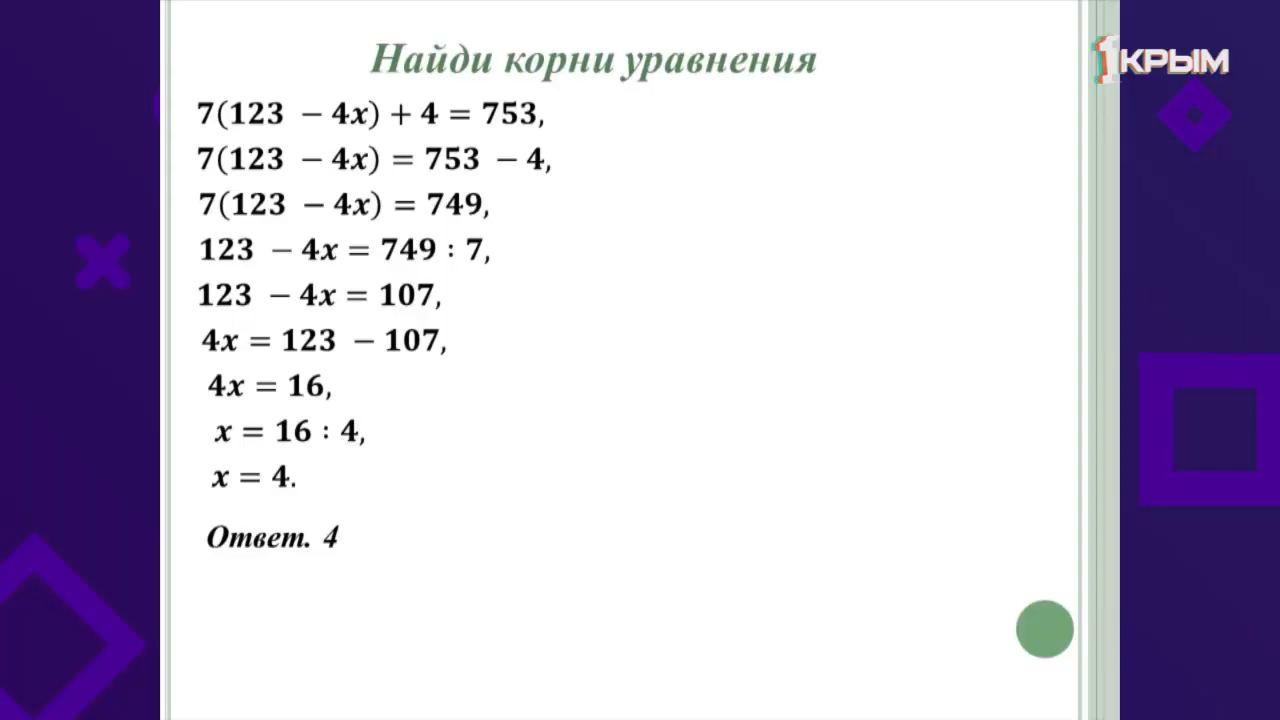 Найди корни уравнения
1КРЫМ
7(123 − 4x) + 4 = 753,
7(123 − 4x) = 753 − 4,
7(123 − 4x) = 749,
123 − 4x = 749 : 7,
123 − 4x = 107,
4x = 123 − 107,
4x = 16,
x = 16 : 4,
x = 4.
Ответ. 4